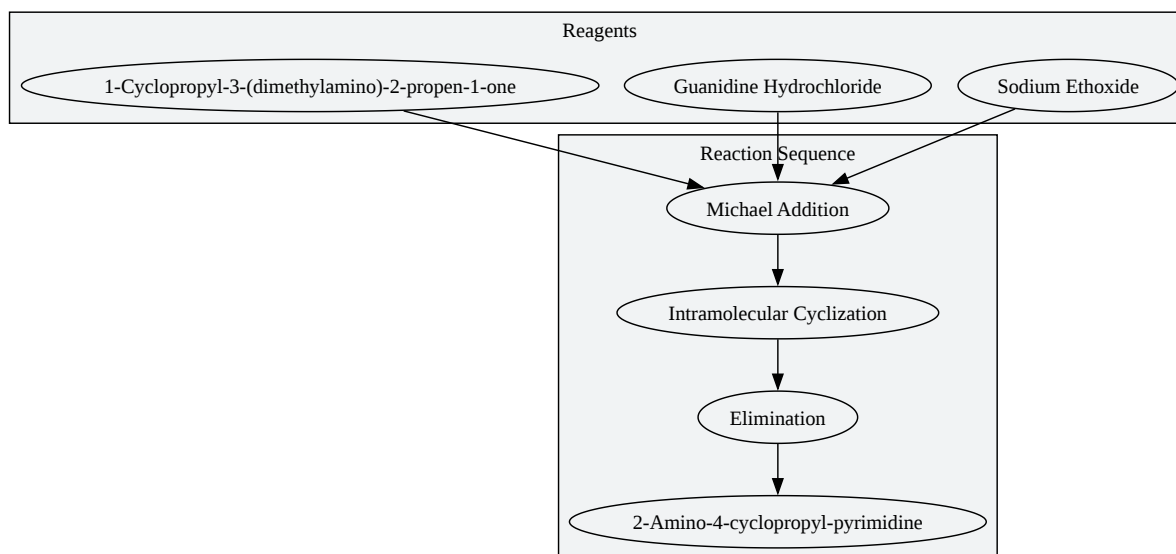 Reagents
1-Cyclopropyl-3-(dimethylamino)-2-propen-1-one
Guanidine Hydrochloride
Sodium Ethoxide
Reaction Sequence
Michael Addition
Intramolecular Cyclization
Elimination
2-Amino-4-cyclopropyl-pyrimidine